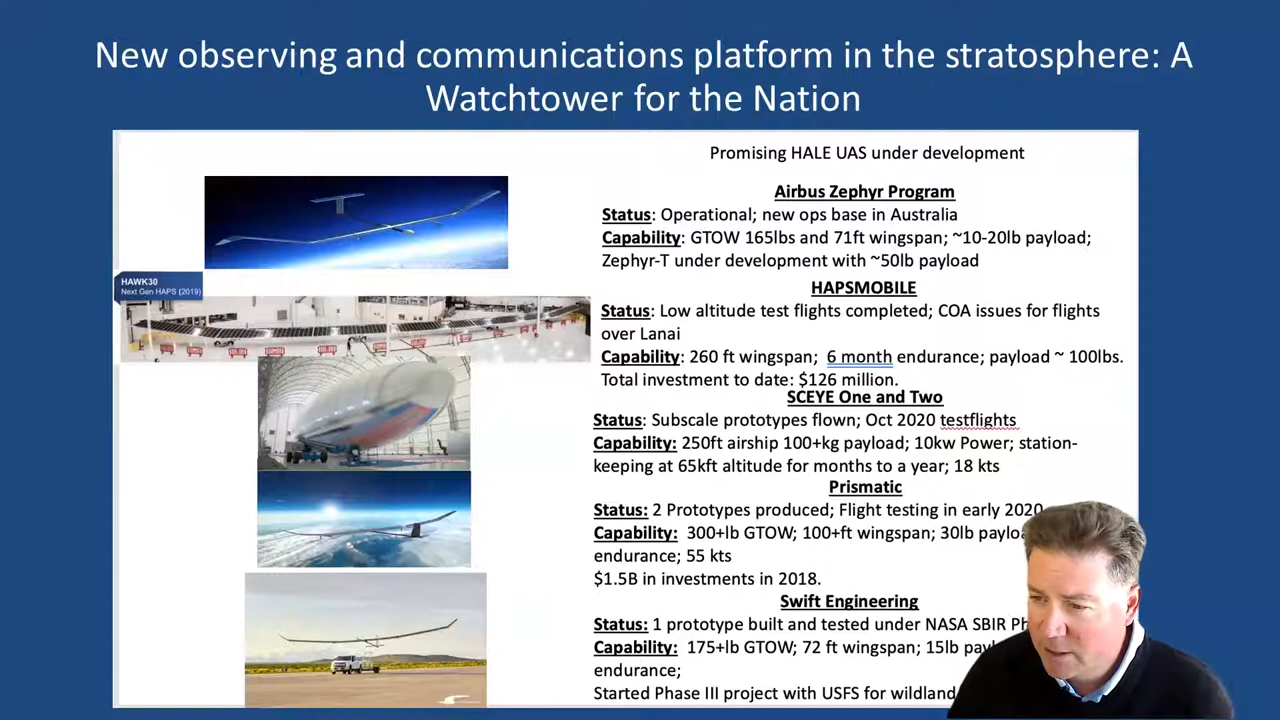 New observing and communications platform in the stratosphere: A
Watchtower for the Nation
Promising HALE UAS under development
Airbus Zephyr Program
Status: Operational; new ops base in Australia
Capability: GTOW 165lbs and 71ft wingspan; ~10-20lb payload;
Zephyr-T under development with ~50lb payload
HAWK30
Next Gen HAPS (2019)
HAPSMOBILE
Status: Low altitude test flights completed; COA issues for flights
over Lanai
Capability: 260 ft wingspan; 6 month endurance; payload ~ 100lbs.
Total investment to date: $126 million.
SCEYE One and Two
Status: Subscale prototypes flown; Oct 2020 testflights
Capability: 250ft airship 100+kg payload; 10kw Power; station-
keeping at 65kft altitude for months to a year; 18 kts
Prismatic
Status: 2 Prototypes produced; Flight testing in early 2020
Capability: 300+lb GTOW; 100+ft wingspan; 30lb
endurance; 55 kts
$1.5B in investments in 2018.
Swift Engineering
Status: 1 prototype built and tested under NASA SBIR
Capability: 175+lb GTOW; 72 ft wingspan; 15lb
endurance;
Started Phase III project with USFS for